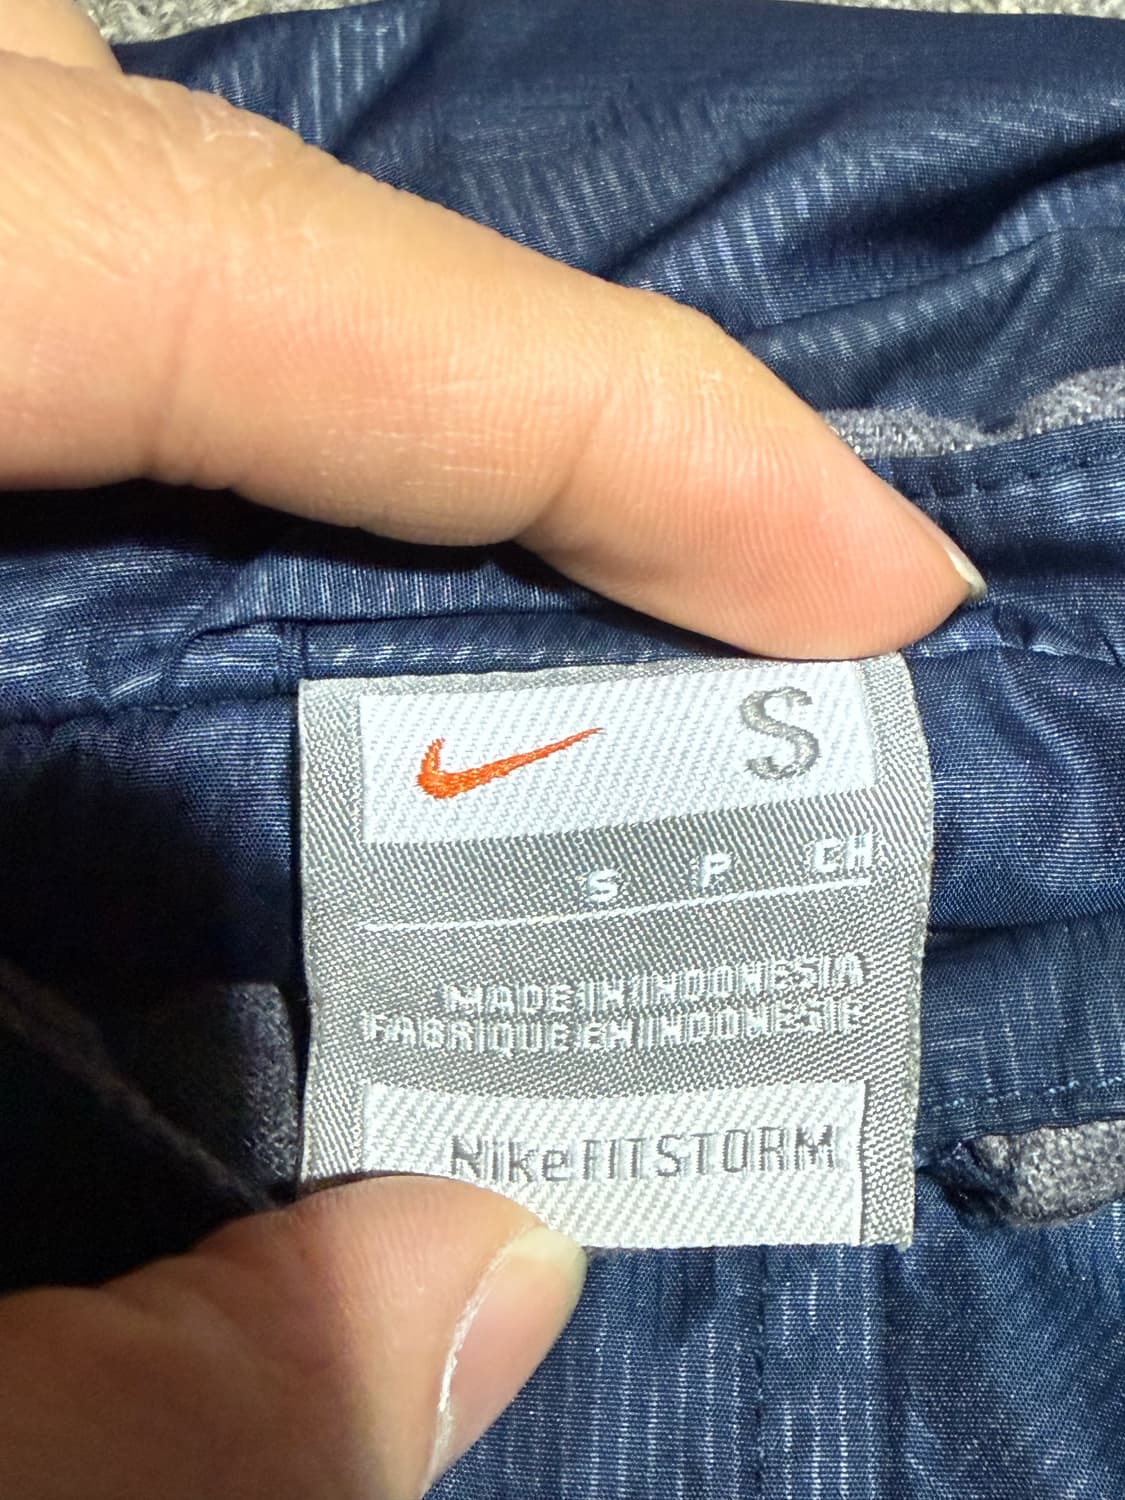 S
S P CH
MADE IN INDONESIA
FABRIQUE EN INDONESIE
NikeFITSTORM